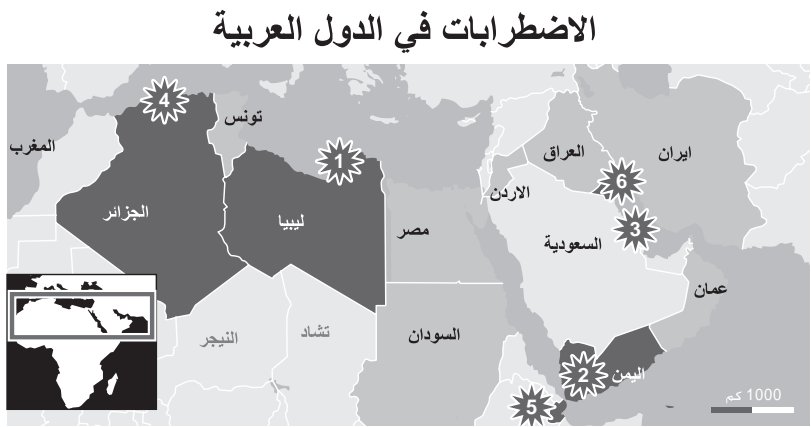 الاضطرابات في الدول العربية
4
تونس
المغرب
1
العراق
ايران
6
الاردن
الجزائر
ليبيا
مصر
3
السعودية
عمان
النيجر
تشاد
السودان
2
اليمن
5
1000 كم